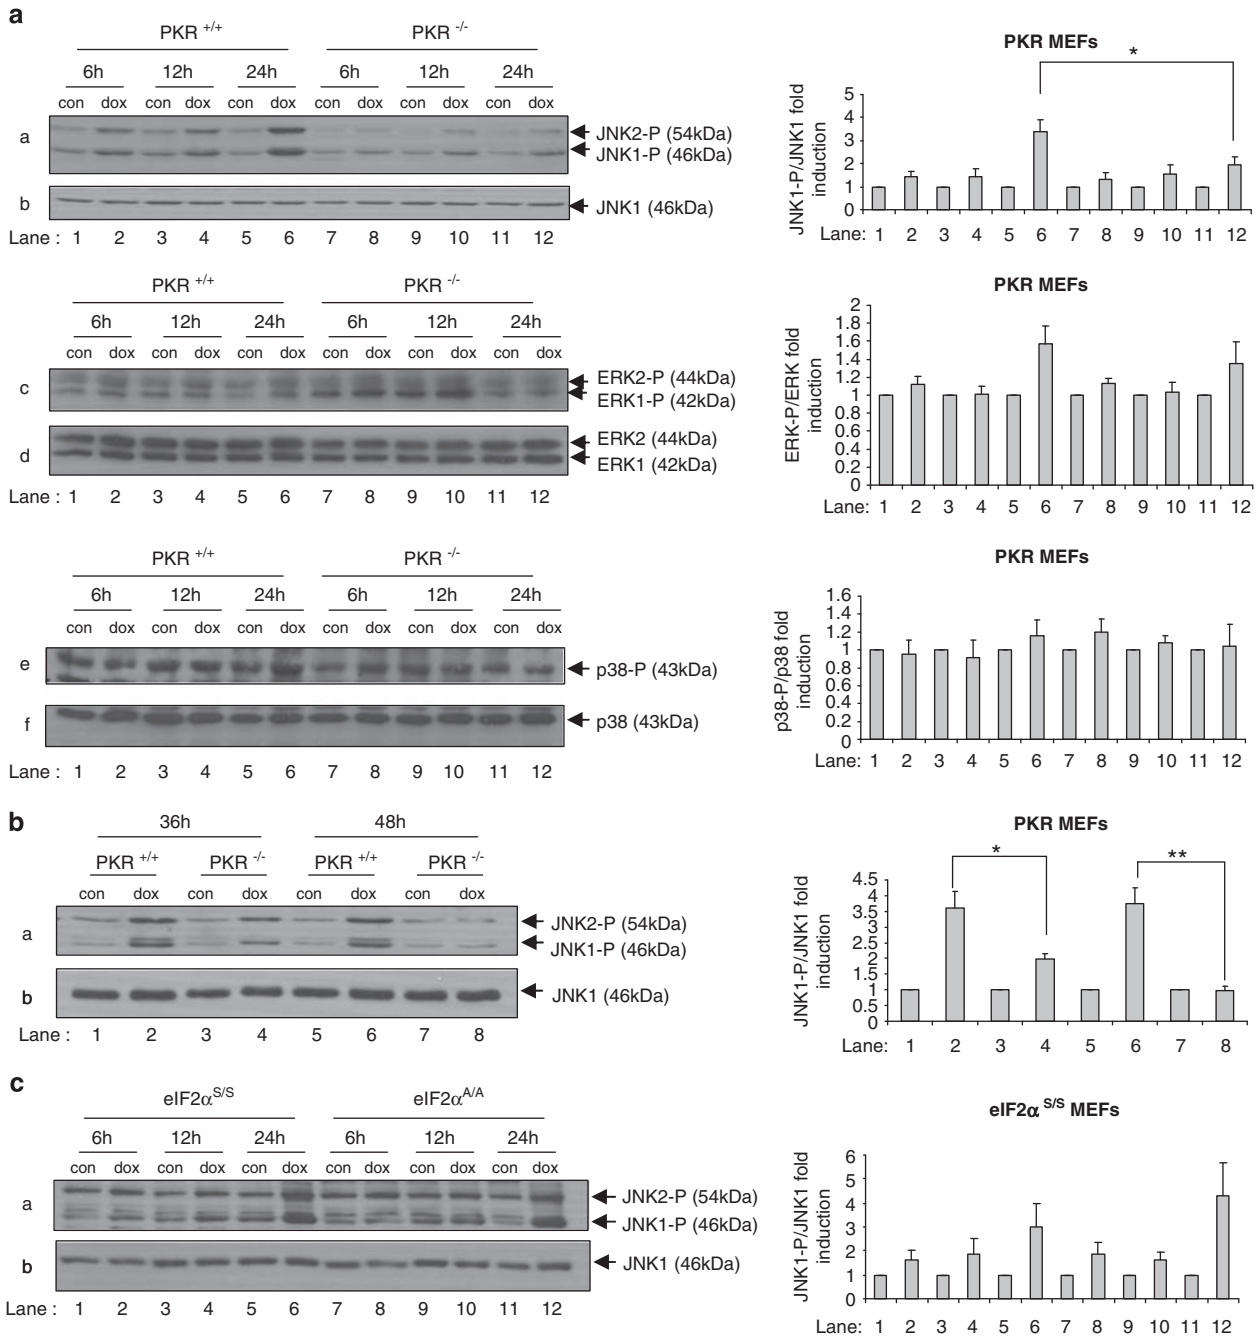 a
PKR +/+ PKR -/-
6h 12h 24h 6h 12h 24h
con dox con dox con dox con dox con dox con dox
a
JNK2-P (54kDa)
JNK1-P (46kDa)
b
JNK1 (46kDa)
Lane : 1 2 3 4 5 6 7 8 9 10 11 12
PKR MEFs
*
JNK1-P/JNK1 fold
induction
5
4
3
2
1
0
Lane: 1 2 3 4 5 6 7 8 9 10 11 12
PKR +/+ PKR -/-
6h 12h 24h 6h 12h 24h
con dox con dox con dox con dox con dox con dox
c
ERK2-P (44kDa)
ERK1-P (42kDa)
d
ERK2 (44kDa)
ERK1 (42kDa)
Lane : 1 2 3 4 5 6 7 8 9 10 11 12
PKR MEFs
ERK-P/ERK fold
induction
2
1.8
1.6
1.4
1.2
1
0.8
0.6
0.4
0.2
0
Lane: 1 2 3 4 5 6 7 8 9 10 11 12
PKR +/+ PKR -/-
6h 12h 24h 6h 12h 24h
con dox con dox con dox con dox con dox con dox
e
p38-P (43kDa)
f
p38 (43kDa)
Lane : 1 2 3 4 5 6 7 8 9 10 11 12
PKR MEFs
p38-P/p38 fold
induction
1.6
1.4
1.2
1
0.8
0.6
0.4
0.2
0
Lane: 1 2 3 4 5 6 7 8 9 10 11 12
b
36h 48h
PKR +/+ PKR -/- PKR +/+ PKR -/-
con dox con dox con dox con dox
a
JNK2-P (54kDa)
JNK1-P (46kDa)
b
JNK1 (46kDa)
Lane : 1 2 3 4 5 6 7 8
PKR MEFs
* **
JNK1-P/JNK1 fold
induction
4.5
4
3.5
3
2.5
2
1.5
1
0.5
0
Lane: 1 2 3 4 5 6 7 8
c
eIF2α S/S eIF2α A/A
6h 12h 24h 6h 12h 24h
con dox con dox con dox con dox con dox con dox
a
JNK2-P (54kDa)
JNK1-P (46kDa)
b
JNK1 (46kDa)
Lane : 1 2 3 4 5 6 7 8 9 10 11 12
eIF2α S/S MEFs
JNK1-P/JNK1 fold
induction
6
5
4
3
2
1
0
Lane: 1 2 3 4 5 6 7 8 9 10 11 12